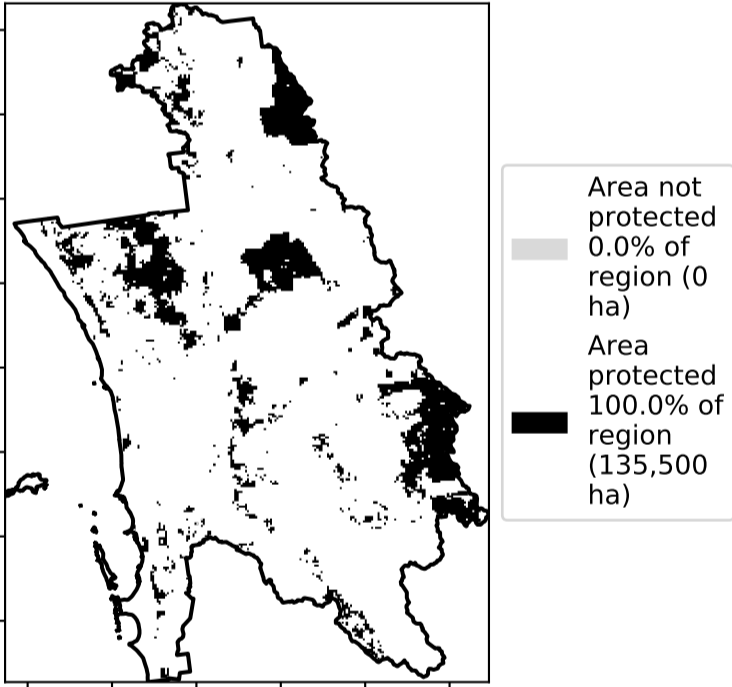 Area not
protected
0.0% of
region (0
ha)
Area
protected
100.0% of
region
(135,500
ha)